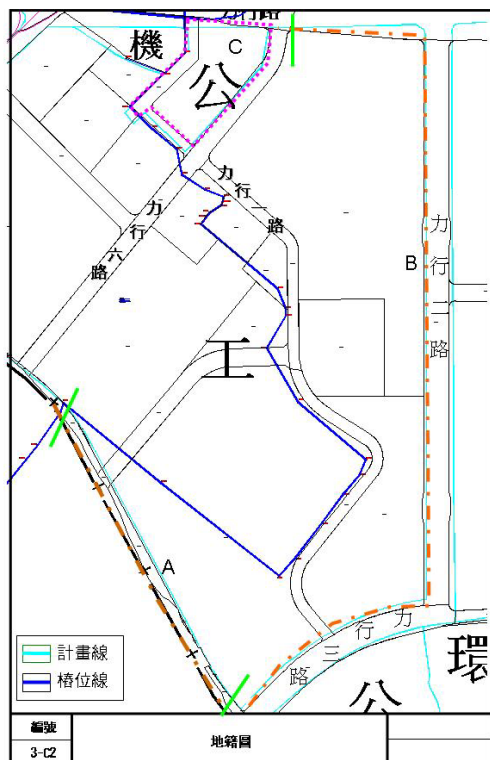 力行路
機
C
公
力行一路
力行六路
力行二路
B
工
A
力行三路
環
公
計畫線
樁位線
編號
地籍圖
3-C2